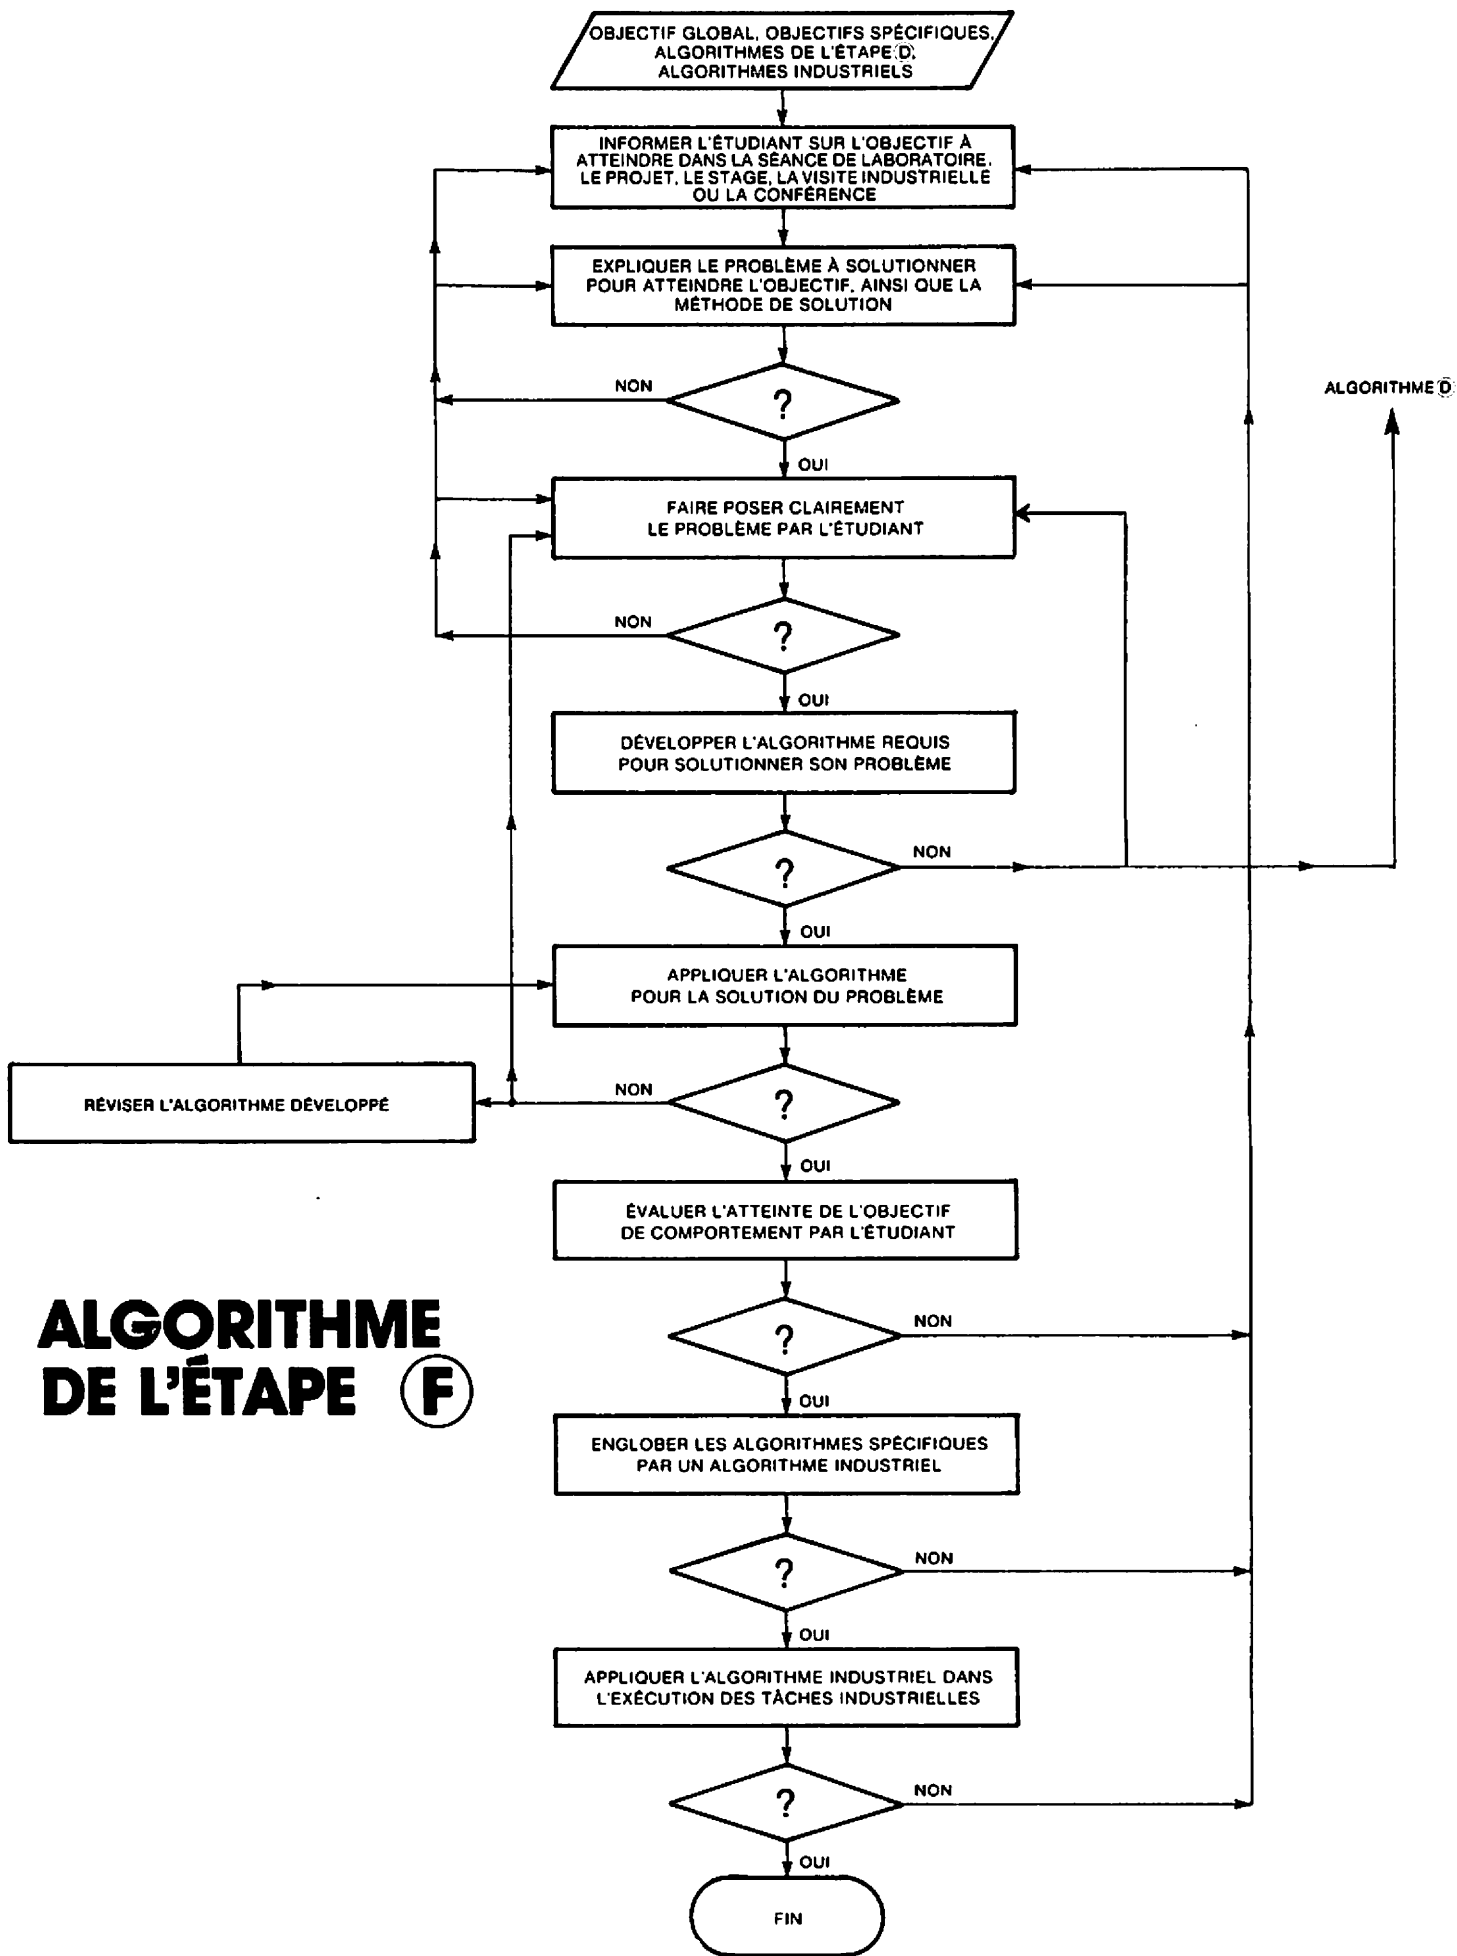 OBJECTIF GLOBAL, OBJECTIFS SPÉCIFIQUES,
ALGORITHMES DE L'ÉTAPE Ⓓ,
ALGORITHMES INDUSTRIELS
INFORMER L'ÉTUDIANT SUR L'OBJECTIF À
ATTEINDRE DANS LA SÉANCE DE LABORATOIRE,
LE PROJET, LE STAGE, LA VISITE INDUSTRIELLE
OU LA CONFÉRENCE
EXPLIQUER LE PROBLÈME À SOLUTIONNER
POUR ATTEINDRE L'OBJECTIF, AINSI QUE LA
MÉTHODE DE SOLUTION
NON
?
ALGORITHME Ⓓ
OUI
FAIRE POSER CLAIREMENT
LE PROBLÈME PAR L'ÉTUDIANT
NON
?
OUI
DÉVELOPPER L'ALGORITHME REQUIS
POUR SOLUTIONNER SON PROBLÈME
?
NON
OUI
APPLIQUER L'ALGORITHME
POUR LA SOLUTION DU PROBLÈME
RÉVISER L'ALGORITHME DÉVELOPPÉ
NON
?
OUI
ÉVALUER L'ATTEINTE DE L'OBJECTIF
DE COMPORTEMENT PAR L'ÉTUDIANT
ALGORITHME
DE L'ÉTAPE Ⓕ
?
NON
OUI
ENGLOBER LES ALGORITHMES SPÉCIFIQUES
PAR UN ALGORITHME INDUSTRIEL
?
NON
OUI
APPLIQUER L'ALGORITHME INDUSTRIEL DANS
L'EXÉCUTION DES TÂCHES INDUSTRIELLES
?
NON
OUI
FIN